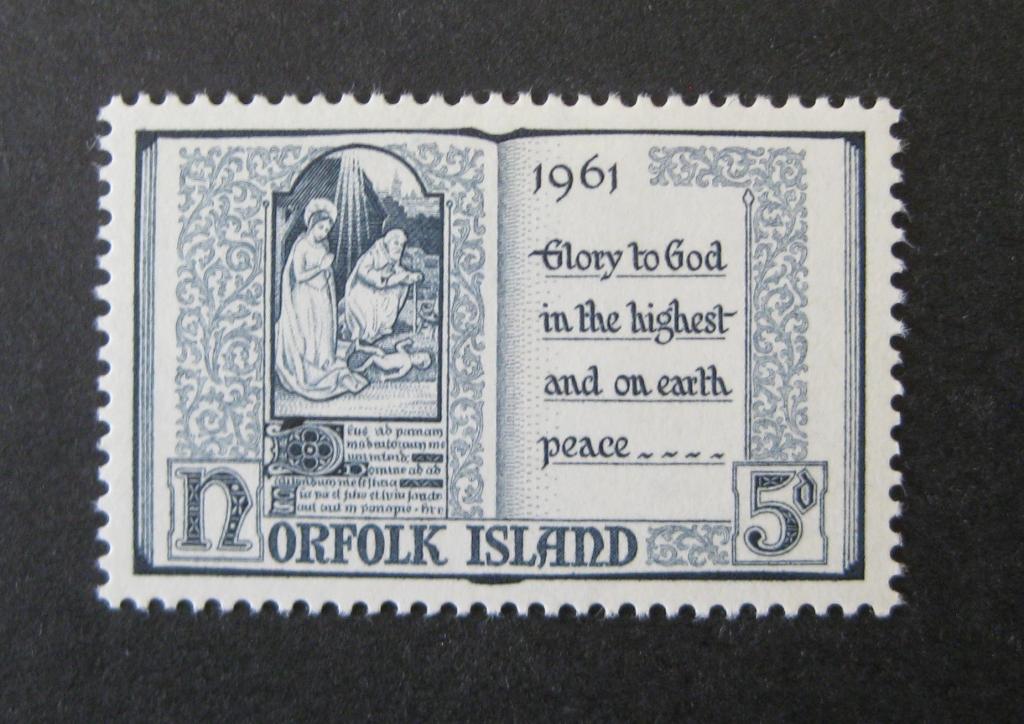 1961
Glory to God
in the highest
and on earth
peace ~ ~ ~ ~
NORFOLK ISLAND
5d